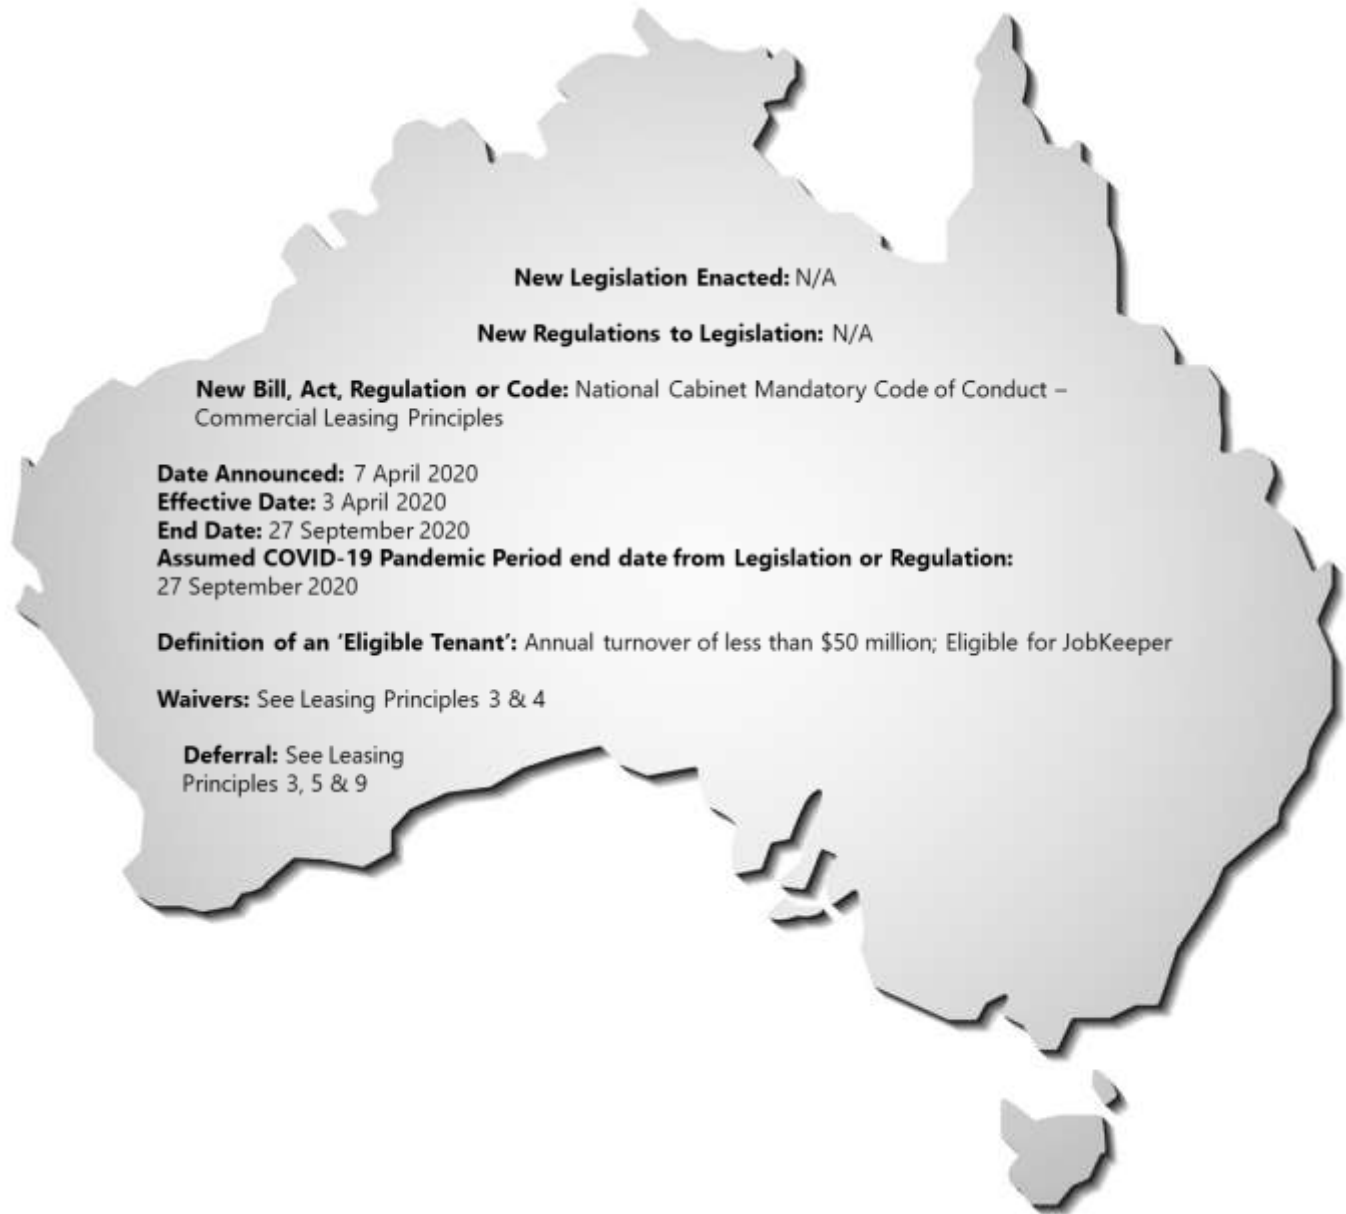 New Legislation Enacted: N/A
New Regulations to Legislation: N/A
New Bill, Act, Regulation or Code: National Cabinet Mandatory Code of Conduct –
Commercial Leasing Principles
Date Announced: 7 April 2020
Effective Date: 3 April 2020
End Date: 27 September 2020
Assumed COVID-19 Pandemic Period end date from Legislation or Regulation:
27 September 2020
Definition of an ‘Eligible Tenant’: Annual turnover of less than $50 million; Eligible for JobKeeper
Waivers: See Leasing Principles 3 & 4
Deferral: See Leasing
Principles 3, 5 & 9